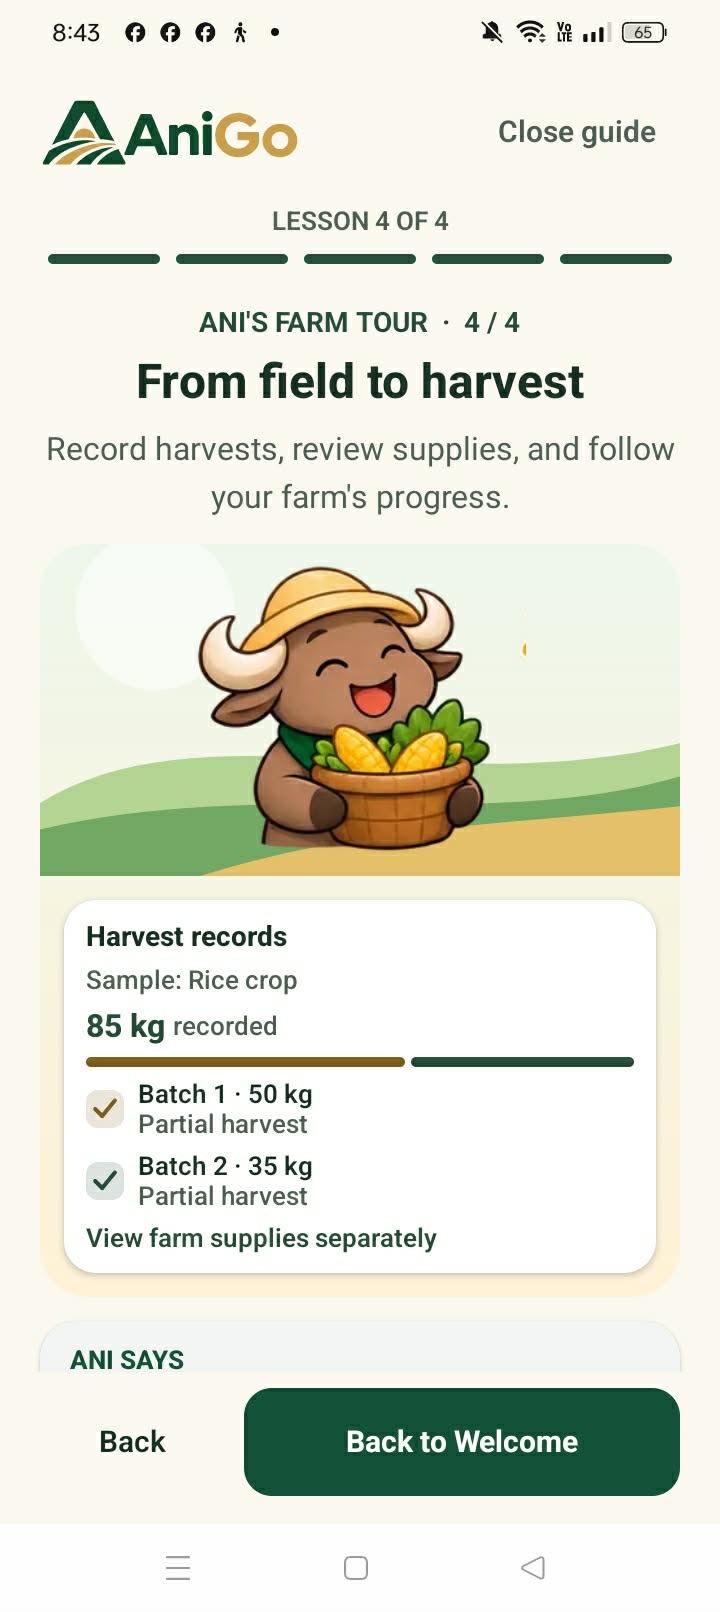 8:43
Vo
LTE
65
AniGo
Close guide
LESSON 4 OF 4
ANI'S FARM TOUR · 4 / 4
From field to harvest
Record harvests, review supplies, and follow
your farm's progress.
Harvest records
Sample: Rice crop
85 kg recorded
Batch 1 · 50 kg
Partial harvest
Batch 2 · 35 kg
Partial harvest
View farm supplies separately
ANI SAYS
Back
Back to Welcome